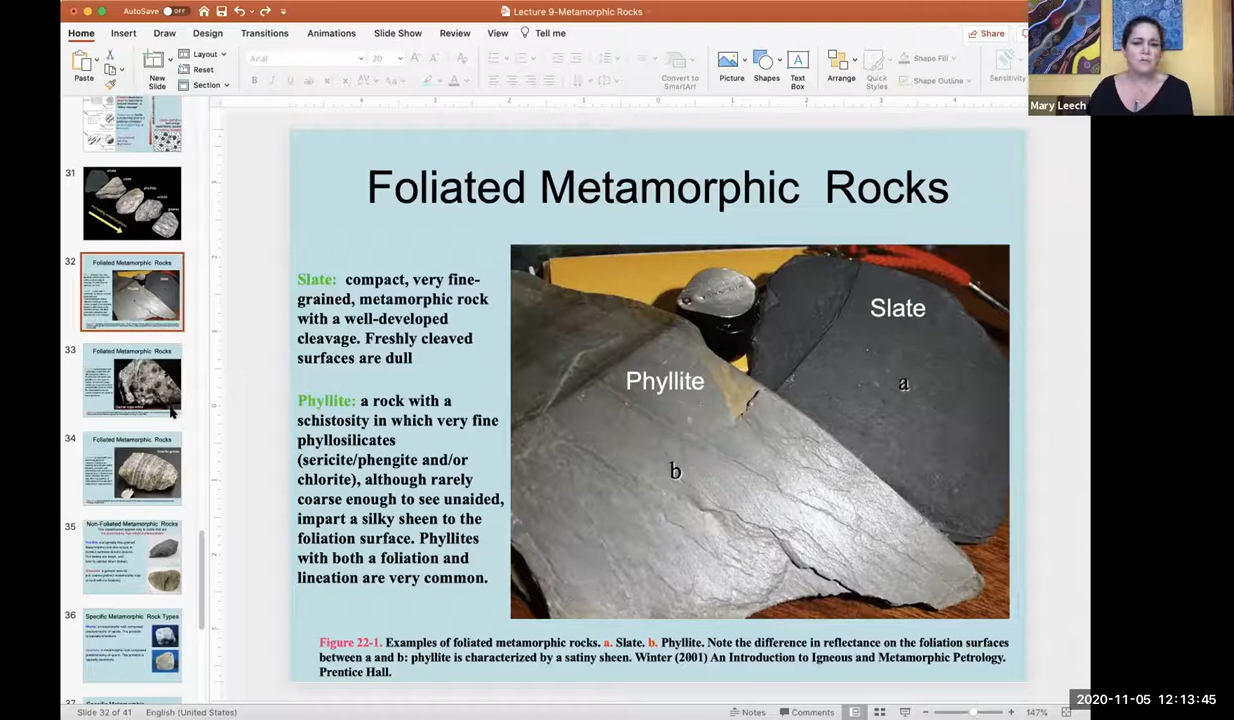 AutoSave OFF
Lecture 9-Metamorphic Rocks
Home Insert Draw Design Transitions Animations Slide Show Review View Tell me
Share
Paste
New
Slide
Layout
Reset
Section
Arial
20
Convert to
SmartArt
Picture
Shapes
Text
Box
Arrange
Quick
Styles
Shape Fill
Shape Outline
Sensitivity
Mary Leech
31
32
Foliated Metamorphic Rocks
33
Foliated Metamorphic Rocks
34
Foliated Metamorphic Rocks
35
Non-Foliated Metamorphic Rocks
36
Specific Metamorphic Rock Types
37
Foliated Metamorphic Rocks
Slate: compact, very fine-
grained, metamorphic rock
with a well-developed
cleavage. Freshly cleaved
surfaces are dull
Phyllite: a rock with a
schistosity in which very fine
phyllosilicates
(sericite/phengite and/or
chlorite), although rarely
coarse enough to see unaided,
impart a silky sheen to the
foliation surface. Phyllites
with both a foliation and
lineation are very common.
Slate
a
Phyllite
b
Figure 22-1. Examples of foliated metamorphic rocks. a. Slate. b. Phyllite. Note the difference in reflectance on the foliation surfaces
between a and b: phyllite is characterized by a satiny sheen. Winter (2001) An Introduction to Igneous and Metamorphic Petrology.
Prentice Hall.
Slide 32 of 41 English (United States)
Notes Comments
147%
2020-11-05 12:13:45